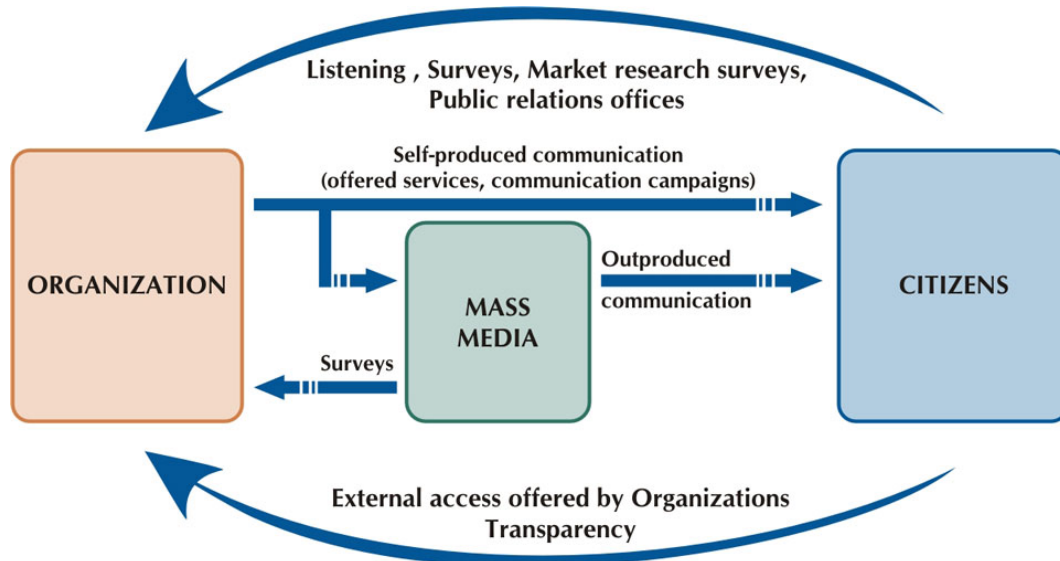 Listening , Surveys, Market research surveys,
Public relations offices
Self-produced communication
(offered services, communication campaigns)
ORGANIZATION
MASS
MEDIA
Outproduced
communication
CITIZENS
Surveys
External access offered by Organizations
Transparency